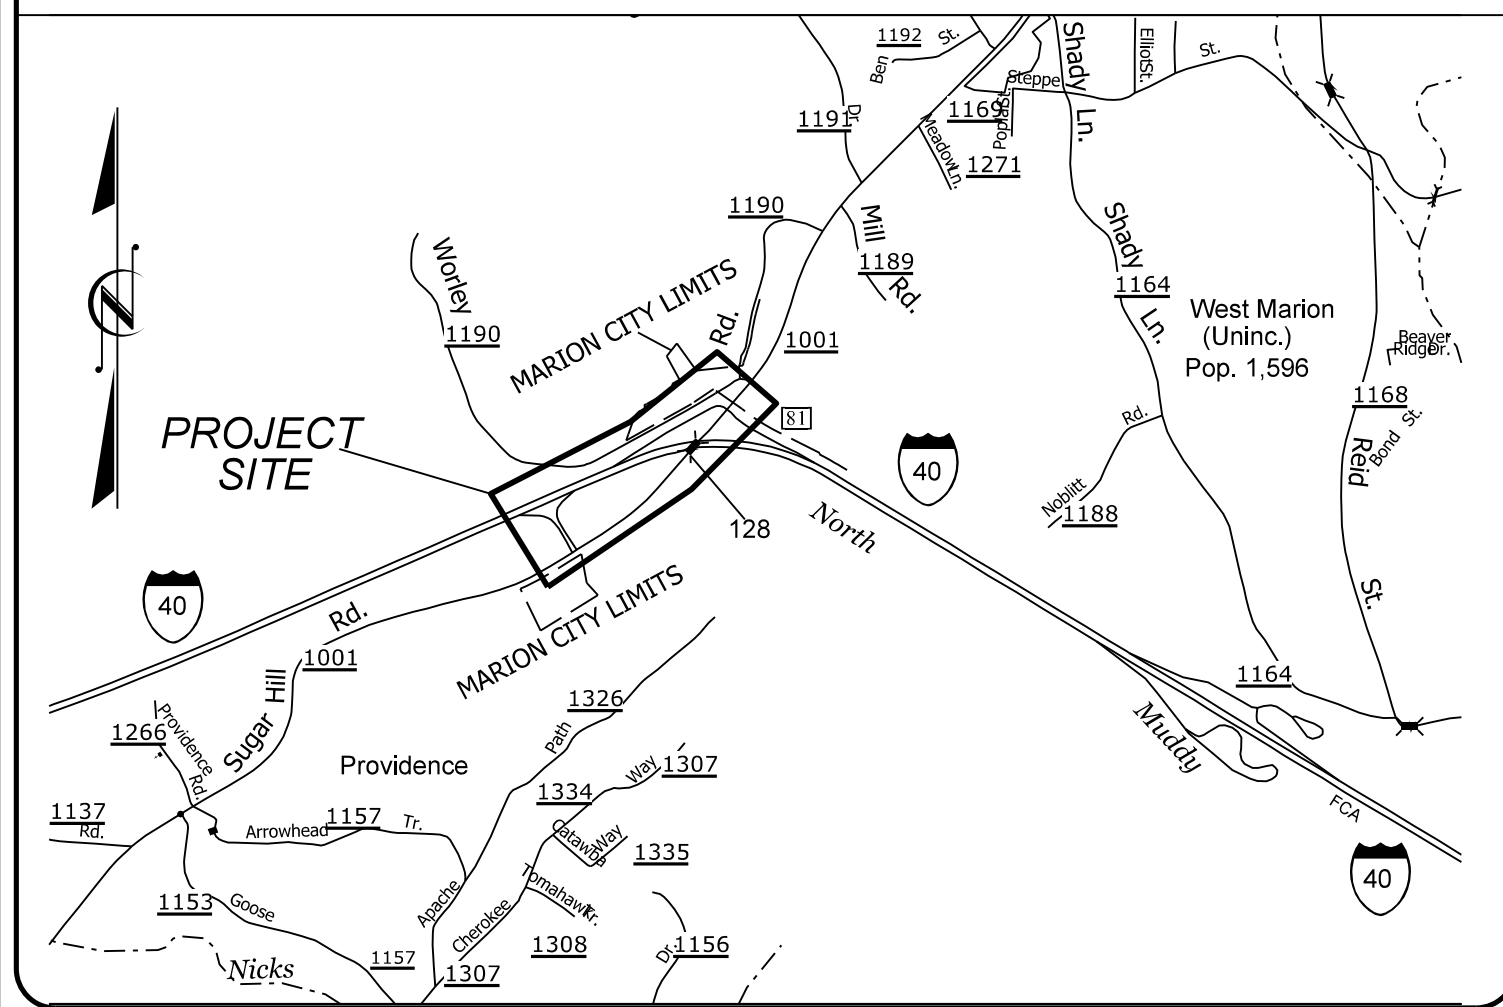 1192
St.
Ben
Shady
Ln.
Elliot St.
St.
Steppe
1169
Poplar St.
1191
Dr.
Meadow Ln.
1271
1190
Mill
1189
Rd.
Shady
1164
Ln.
West Marion
(Uninc.)
Pop. 1,596
Beaver
Ridge Dr.
Worley
1190
MARION CITY LIMITS
Rd.
1001
81
1168
Reid
Bond St.
St.
Rd.
Noblitt
1188
PROJECT
SITE
N
40
North
128
40
Rd.
1001
MARION CITY LIMITS
Sugar Hill
1266
Providence
Rd.
Providence
1326
Path
1164
Muddy
FCA
40
1137
Rd.
Arrowhead
1157
Tr.
1334
Way
1307
Catawba
Way
1335
1153
Goose
Apache
Cherokee
Tomahawk
Tr.
1308
Dr.
1156
Nicks
1157
1307